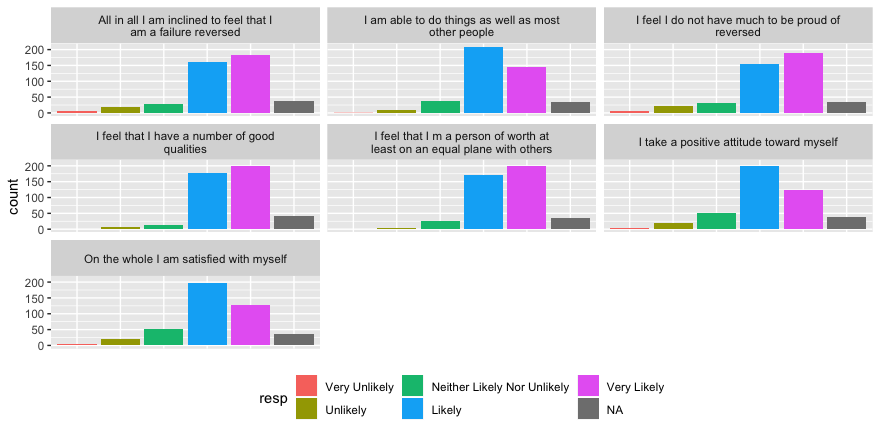 All in all I am inclined to feel that I
am a failure reversed
I am able to do things as well as most
other people
I feel I do not have much to be proud of
reversed
200
150
100
50
0
I feel that I have a number of good
qualities
I feel that I m a person of worth at
least on an equal plane with others
I take a positive attitude toward myself
200
150
100
50
0
count
On the whole I am satisfied with myself
200
150
100
50
0
resp
Very Unlikely
Neither Likely Nor Unlikely
Very Likely
Unlikely
Likely
NA